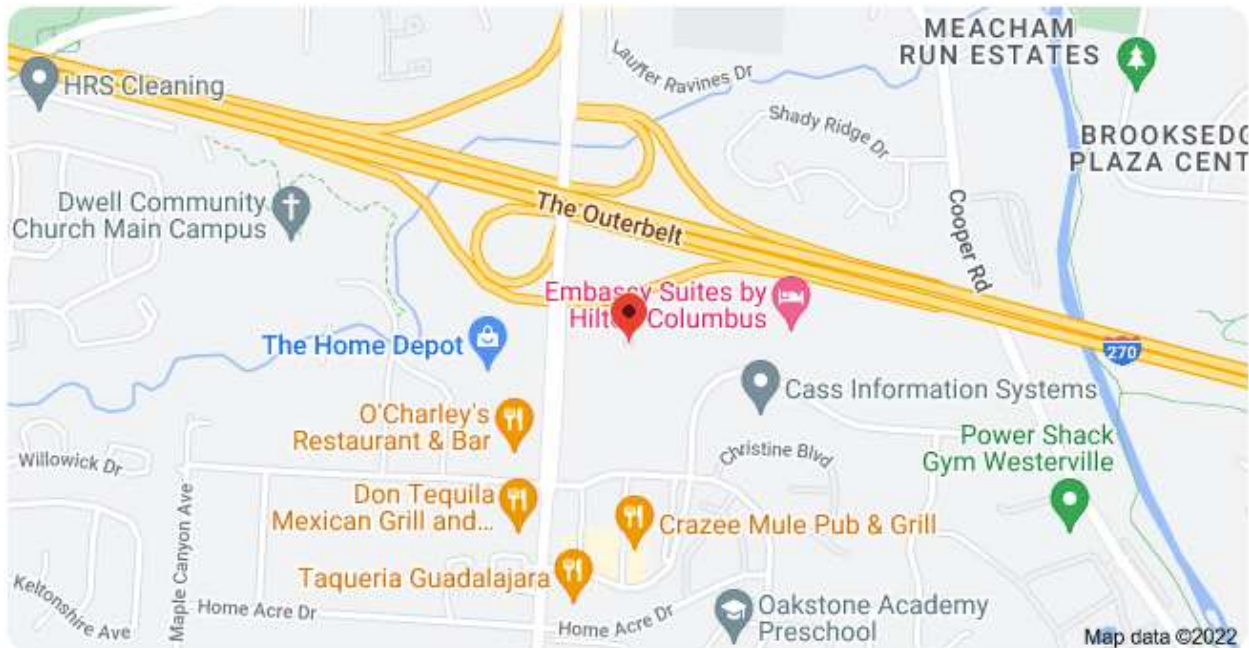 MEACHAM
RUN ESTATES
Lauffer Ravines Dr
HRS Cleaning
Shady Ridge Dr
BROOKSEDG
PLAZA CENT
Dwell Community
Church Main Campus
The Outerbelt
Cooper Rd
Embassy Suites by
Hilton Columbus
The Home Depot
270
Cass Information Systems
O'Charley's
Restaurant & Bar
Christine Blvd
Power Shack
Gym Westerville
Willowick Dr
Maple Canyon Ave
Don Tequila
Mexican Grill and...
Crazee Mule Pub & Grill
Taqueria Guadalajara
Keltonshire Ave
Home Acre Dr
Home Acre Dr
Oakstone Academy
Preschool
Map data ©2022